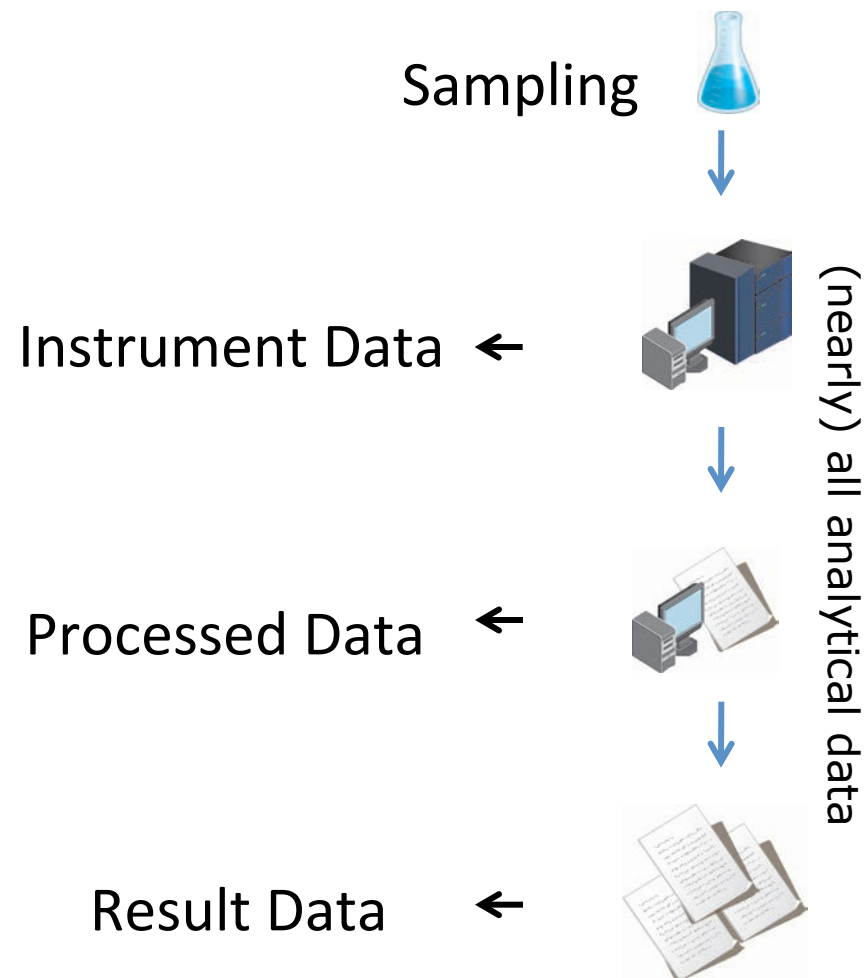 Sampling
Instrument Data
Processed Data
Result Data
(nearly) all analytical data